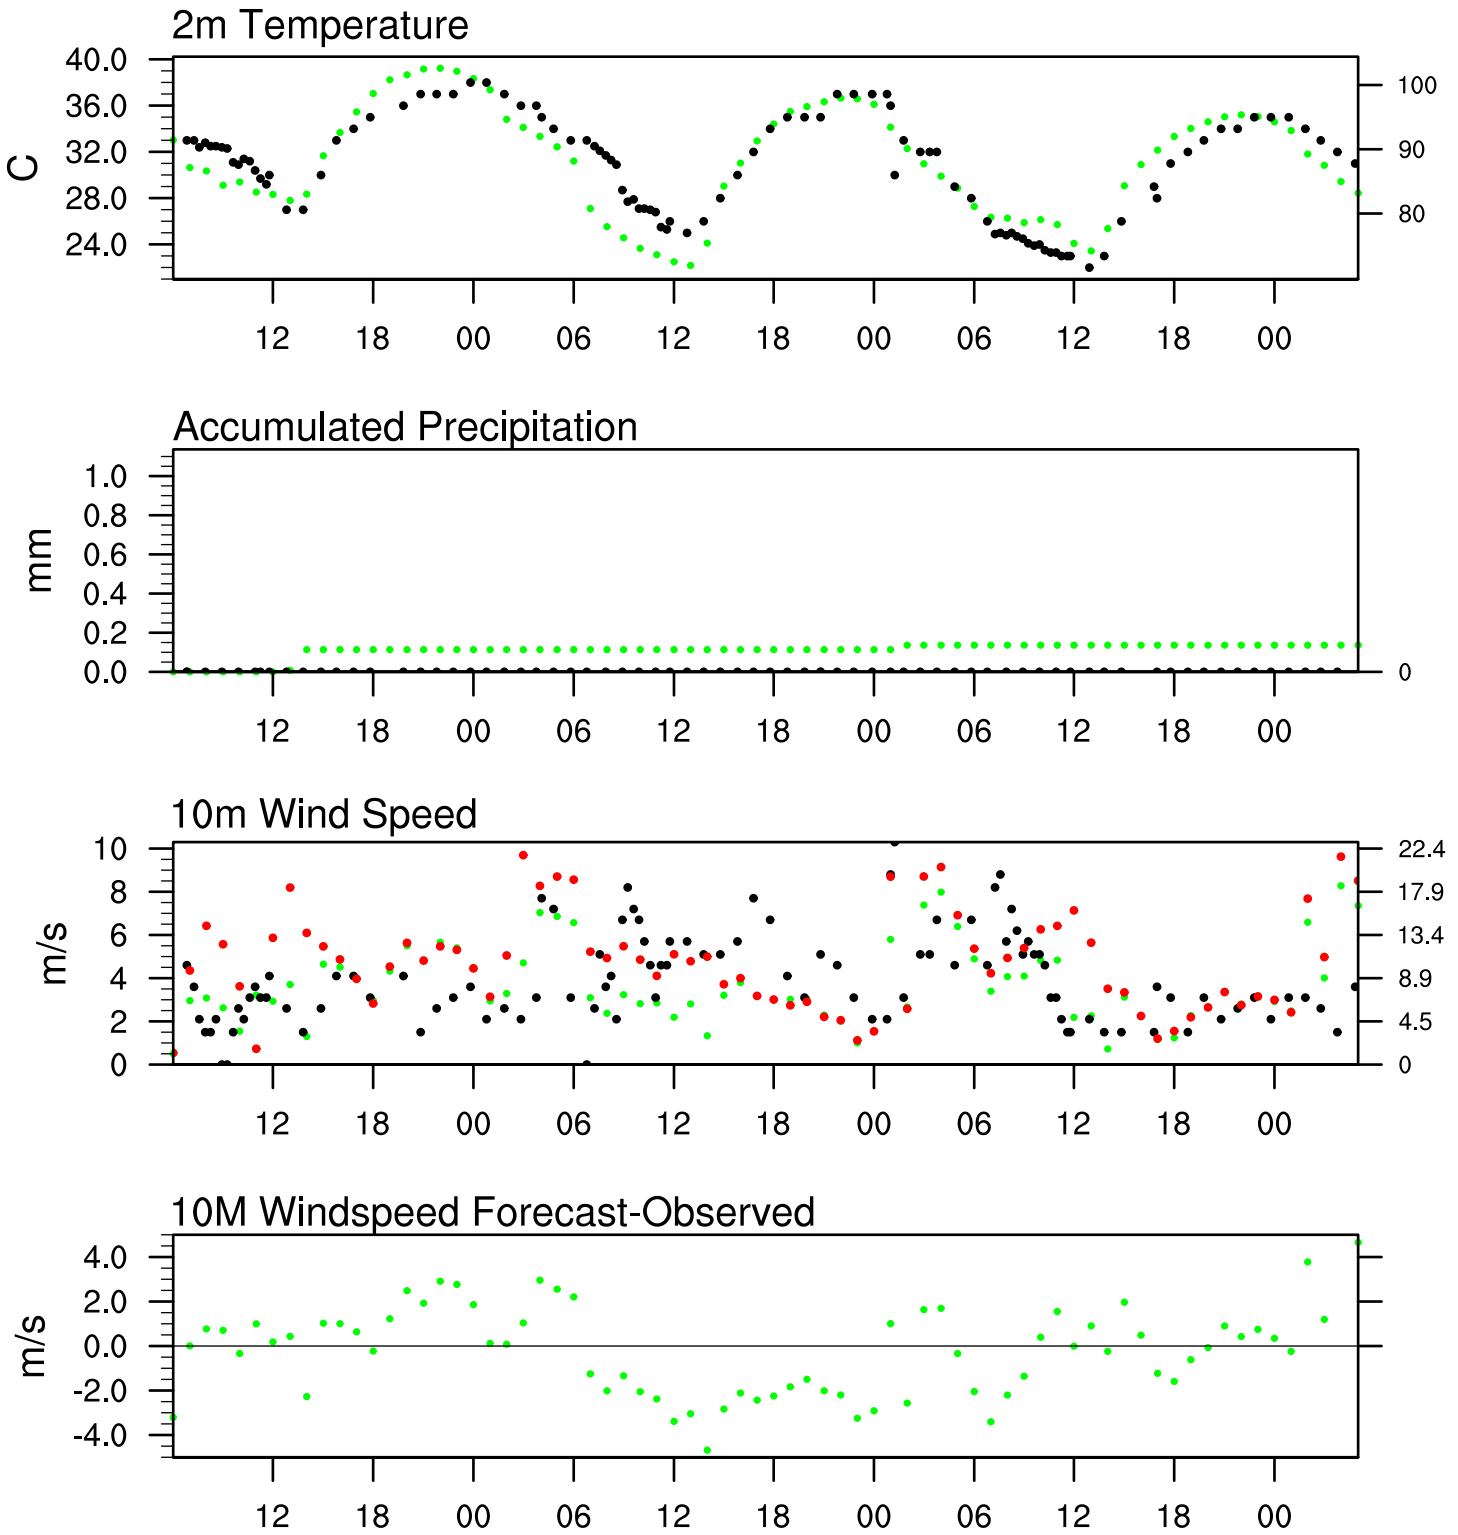 2m Temperature
40.0
36.0
32.0
28.0
24.0
C
100
90
80
12 18 00 06 12 18 00 06 12 18 00
Accumulated Precipitation
1.0
0.8
0.6
0.4
0.2
0.0
mm
0
12 18 00 06 12 18 00 06 12 18 00
10m Wind Speed
10
8
6
4
2
0
m/s
22.4
17.9
13.4
8.9
4.5
0
12 18 00 06 12 18 00 06 12 18 00
10M Windspeed Forecast-Observed
4.0
2.0
0.0
-2.0
-4.0
m/s
12 18 00 06 12 18 00 06 12 18 00